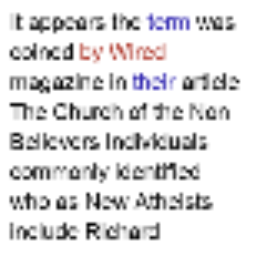 It appears the term was
coined by Wired
magazine in their article
The Church of the Non
Believers Individuals
commonly identified
who as New Atheists
include Richard